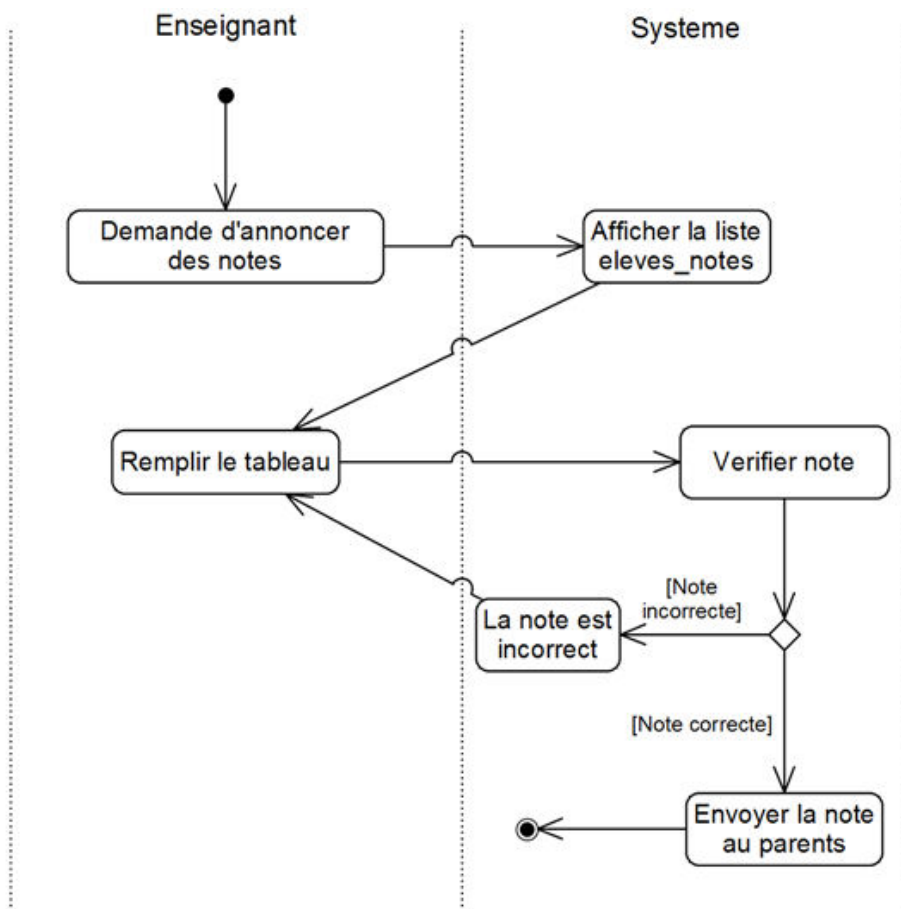 Enseignant
Systeme
Demande d'annoncer
des notes
Afficher la liste
eleves_notes
Remplir le tableau
Verifier note
[Note
incorrecte]
La note est
incorrect
[Note correcte]
Envoyer la note
au parents